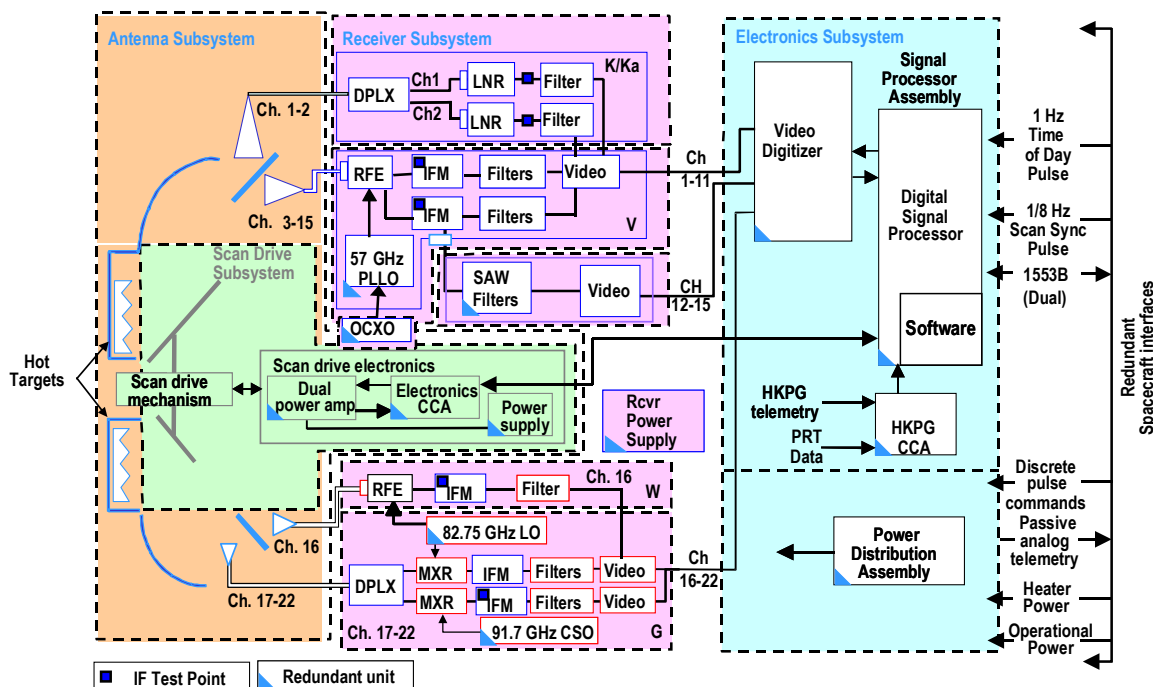 Antenna Subsystem
Receiver Subsystem
Electronics Subsystem
K/Ka
Signal
Processor
Assembly
Ch. 1-2
DPLX
Ch1
Ch2
LNR
Filter
LNR
Filter
Video
Digitizer
Digital
Signal
Processor
Software
1 Hz
Time
of Day
Pulse
1/8 Hz
Scan Sync
Pulse
1553B
(Dual)
Redundant
Spacecraft interfaces
Ch.
3-15
RFE
IFM
Filters
Video
IFM
Filters
V
Ch
1-11
57 GHz
PLLO
SAW
Filters
Video
CH
12-15
OCXO
Scan Drive
Subsystem
Hot
Targets
Scan drive
mechanism
Scan drive electronics
Dual
power amp
Electronics
CCA
Power
supply
Rcvr
Power
Supply
HKPG
telemetry
PRT
Data
HKPG
CCA
Ch. 16
RFE
IFM
Filter
W
Ch. 16
82.75 GHz LO
MXR
IFM
Filters
Video
DPLX
MXR
IFM
Filters
Video
Ch
16-22
Ch. 17-22
Ch. 17-22
91.7 GHz CSO
G
Power
Distribution
Assembly
Discrete
pulse
commands
Passive
analog
telemetry
Heater
Power
Operational
Power
IF Test Point
Redundant unit